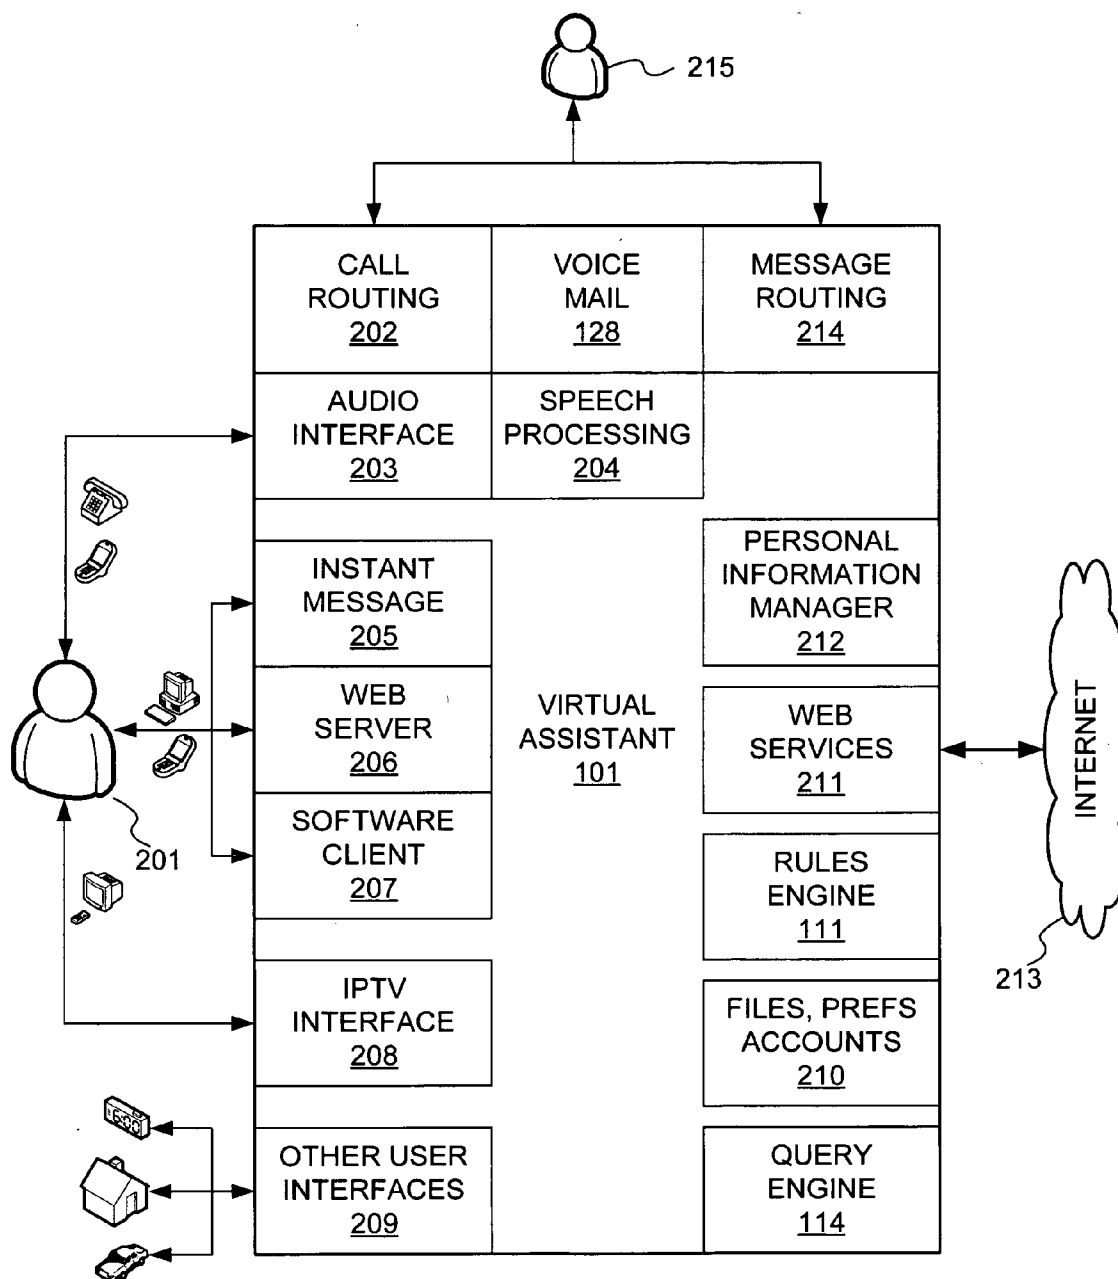 215
CALL
ROUTING
202
VOICE
MAIL
128
MESSAGE
ROUTING
214
AUDIO
INTERFACE
203
SPEECH
PROCESSING
204
INSTANT
MESSAGE
205
PERSONAL
INFORMATION
MANAGER
212
WEB
SERVER
206
VIRTUAL
ASSISTANT
101
WEB
SERVICES
211
INTERNET
201
SOFTWARE
CLIENT
207
RULES
ENGINE
111
213
IPTV
INTERFACE
208
FILES, PREFS
ACCOUNTS
210
6:00
OTHER USER
INTERFACES
209
QUERY
ENGINE
114